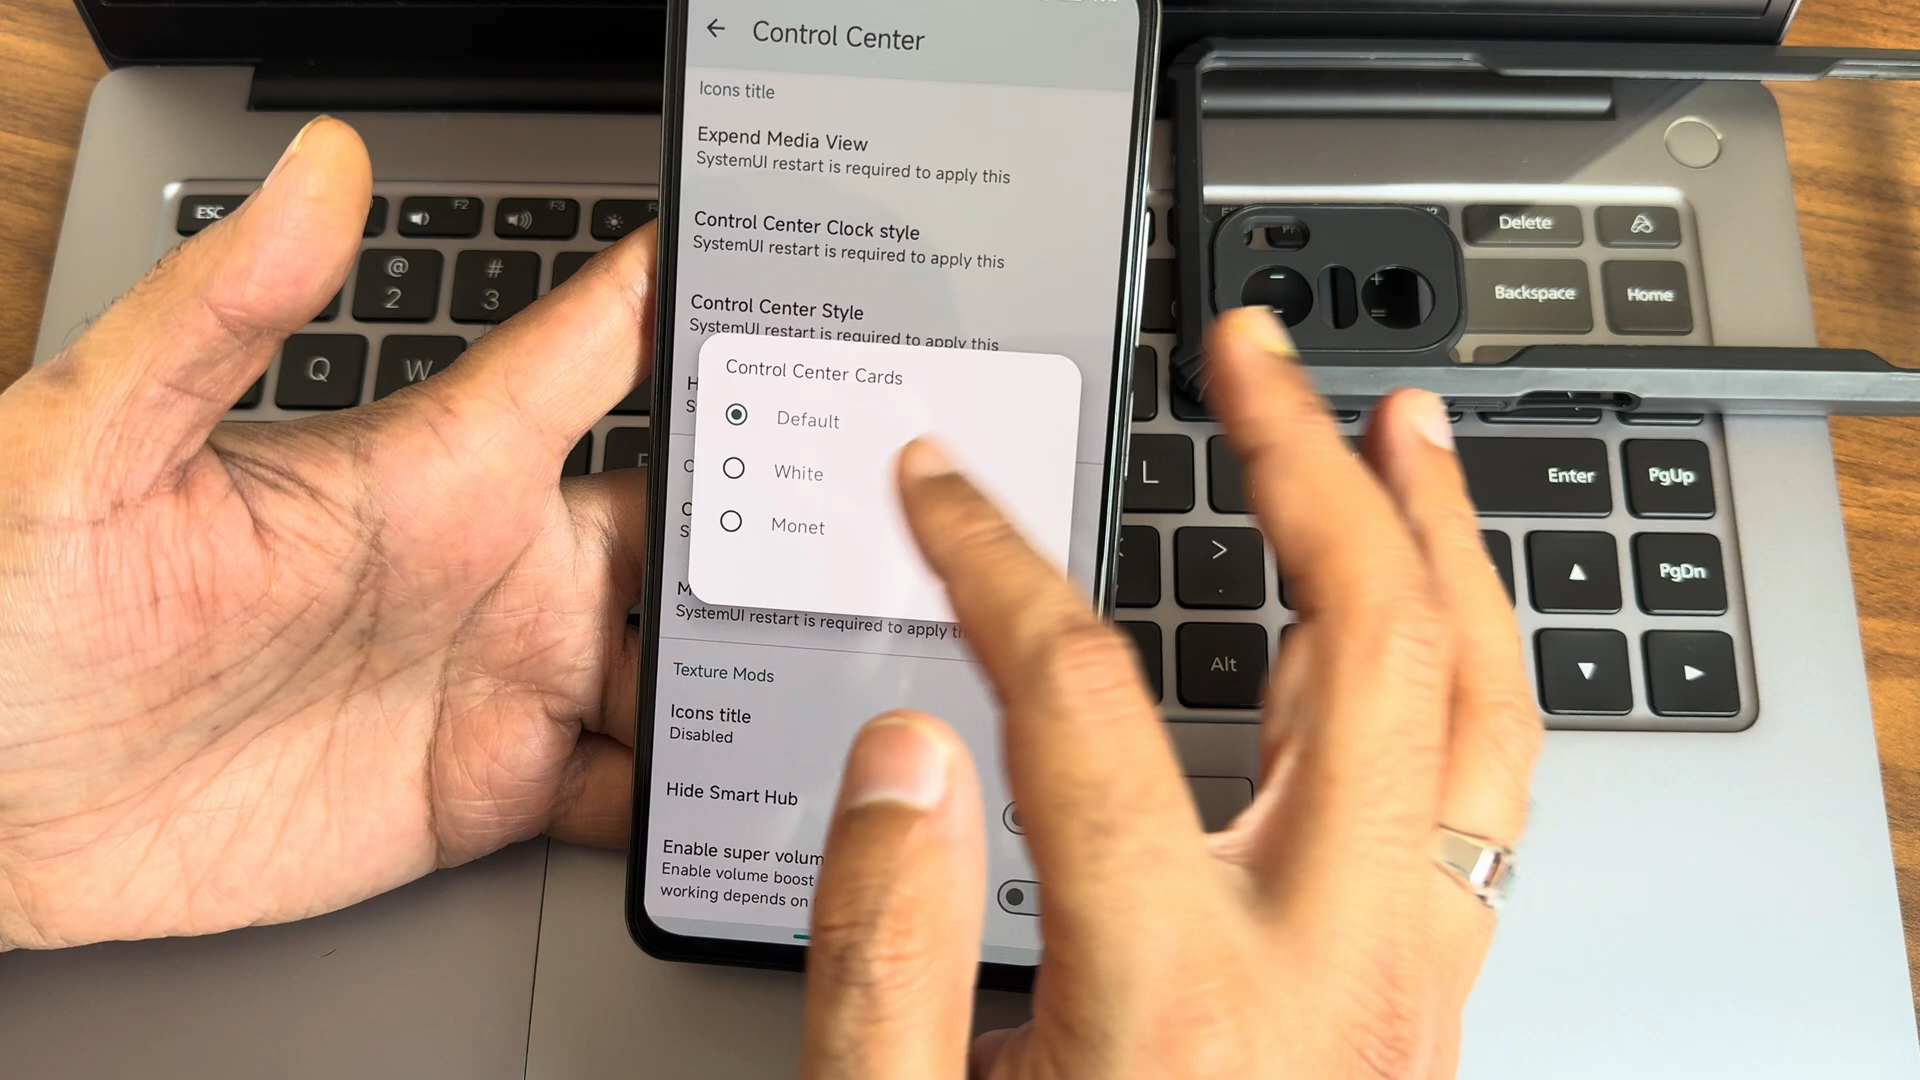 Control Center
Icons title
Expend Media View
SystemUI restart is required to apply this
Control Center Clock style
SystemUI restart is required to apply this
Control Center Style
SystemUI restart is required to apply this
Control Center Cards
Default
White
Monet
SystemUI restart is required to apply
Texture Mods
Icons title
Disabled
Hide Smart Hub
Enable super
Enable volume boost
working depends on
ESC
F2
F3
@
2
#
3
Q
W
L
Delete
Backspace
Home
Enter
PgUp
>
.
PgDn
Alt